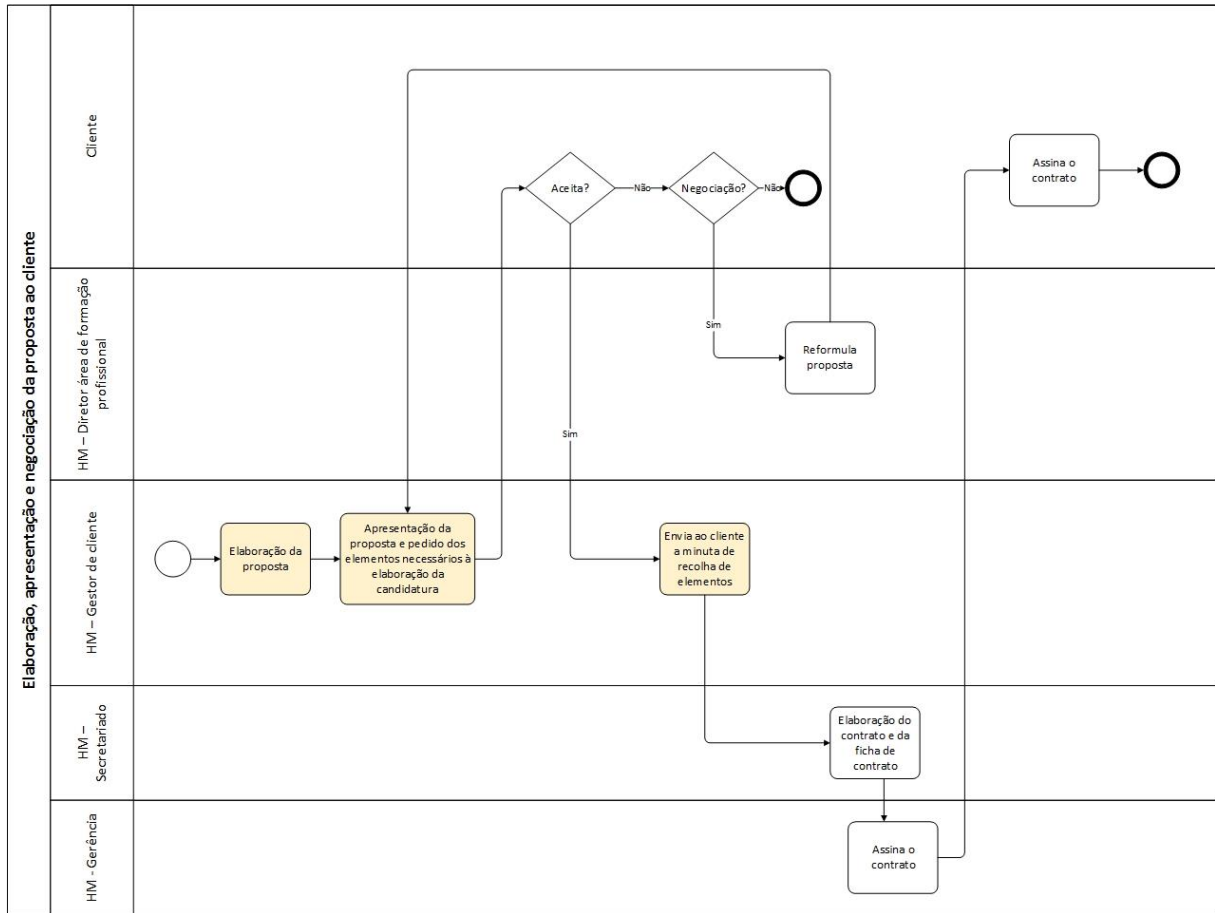 Elaboração, apresentação e negociação da proposta ao cliente
Cliente
Aceita?
Não
Negociação?
Não
Assina o
contrato
HM – Diretor área de formação
profissional
Sim
Sim
Reformula
proposta
HM – Gestor de cliente
Elaboração da
proposta
Apresentação da
proposta e pedido dos
elementos necessários à
elaboração da
candidatura
Envia ao cliente
a minuta de
recolha de
elementos
HM –
Secretariado
Elaboração do
contrato e da
ficha de
contrato
HM - Gerência
Assina o
contrato